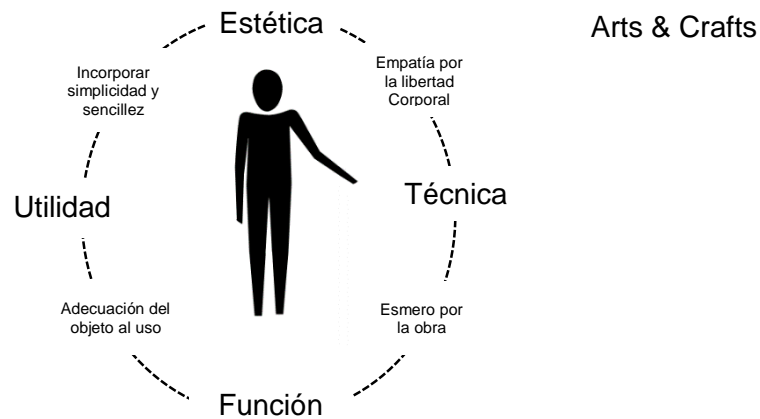 Estética
Arts & Crafts
Incorporar
simplicidad y
sencillez
Empatía por
la libertad
Corporal
Utilidad
Técnica
Adecuación del
objeto al uso
Esmero por
la obra
Función